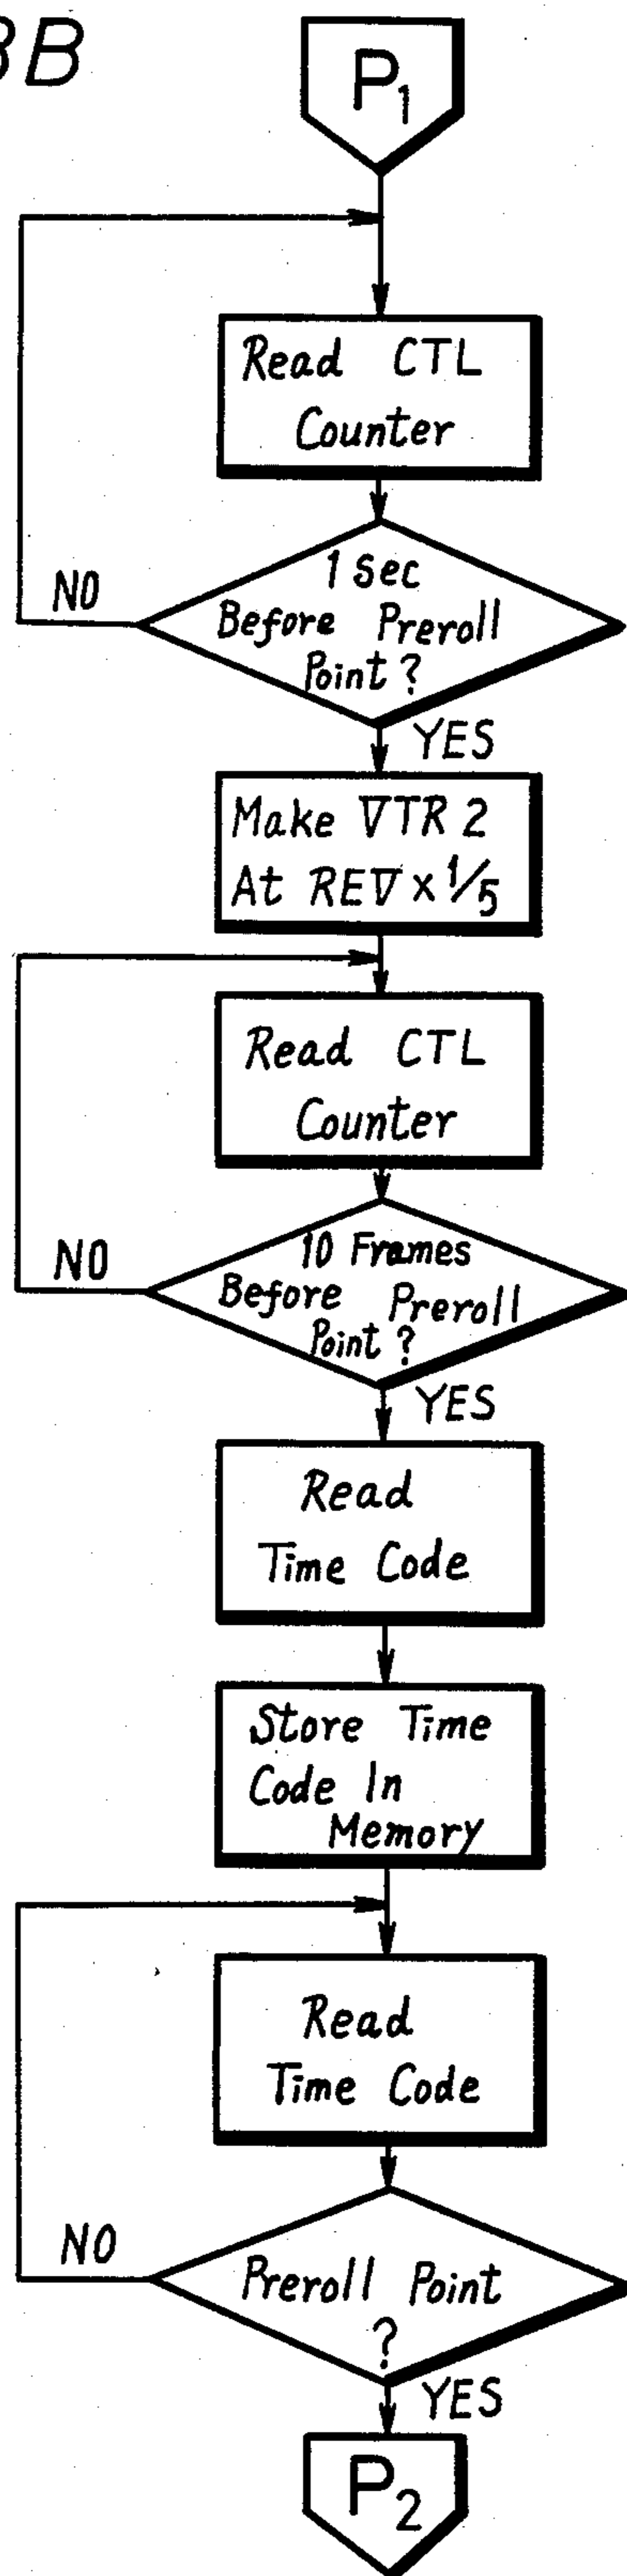 BB
P1
Read CTL
Counter
1 Sec
Before Preroll
Point ?
NO
YES
Make VTR 2
At REV x 1/5
Read CTL
Counter
10 Frames
Before Preroll
Point ?
NO
YES
Read
Time Code
Store Time
Code In
Memory
Read
Time Code
NO
Preroll Point
?
YES
P2